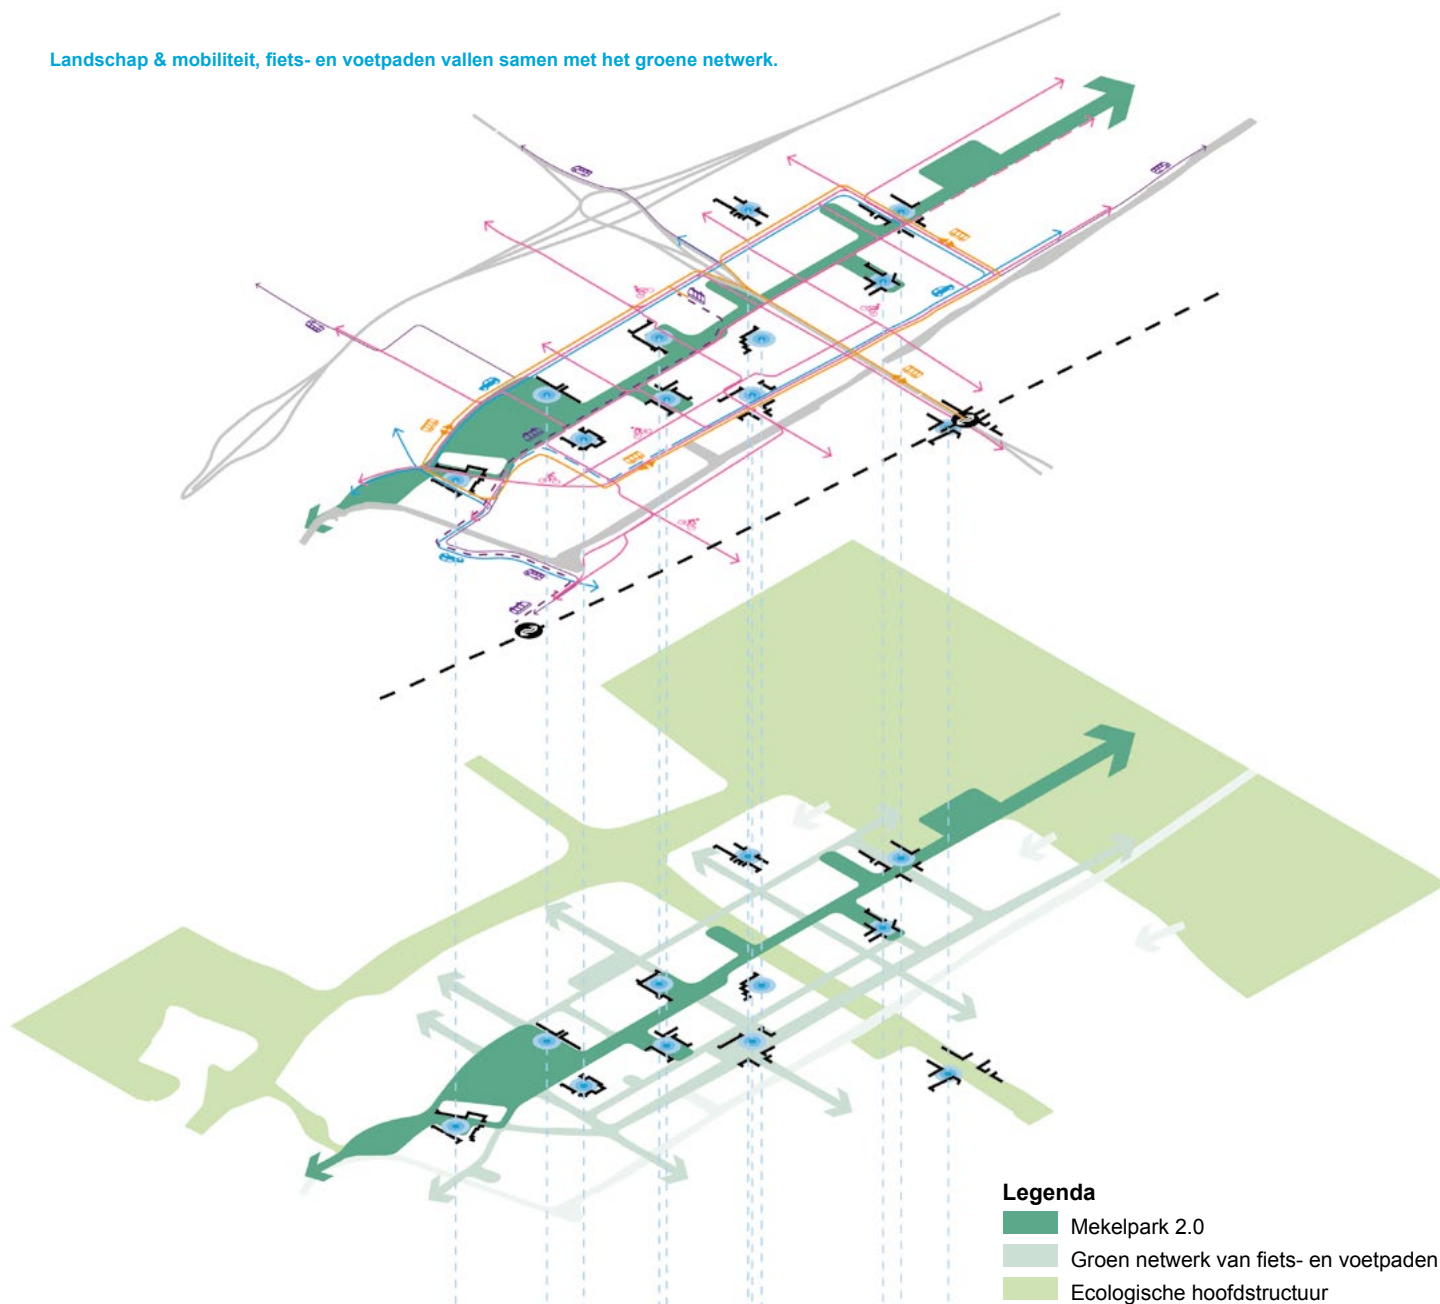 Landschap & mobiliteit, fiets- en voetpaden vallen samen met het groene netwerk.
Legenda
Mekelpark 2.0
Groen netwerk van fiets- en voetpaden
Ecologische hoofdstructuur